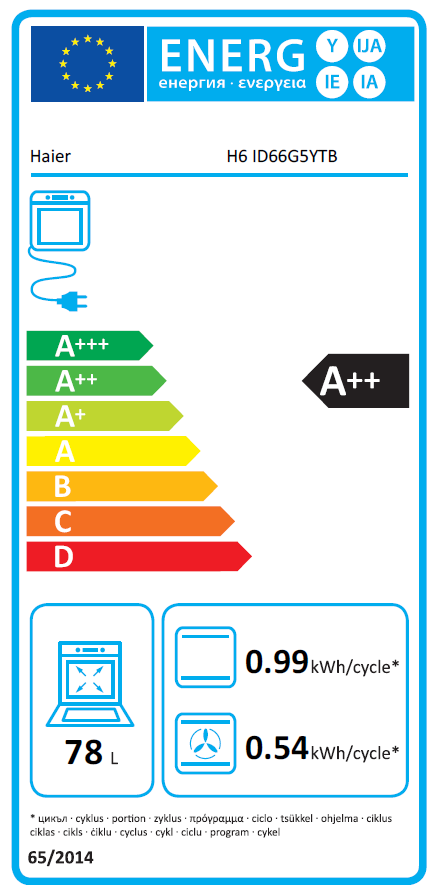 ENERG Y IJA IE IA
енергия · ενεργεια
Haier H6 ID66G5YTB
A+++
A++
A++
A+
A
B
C
D
0.99 kWh/cycle*
0.54 kWh/cycle*
78 L
* цикъл · cyklus · portion · zyklus · πρόγραμμα · ciclo · tsükkel · ohjelma · ciklus
ciklas · cikls · ċiklu · cyclus · cykl · ciclu · program · cykel
65/2014